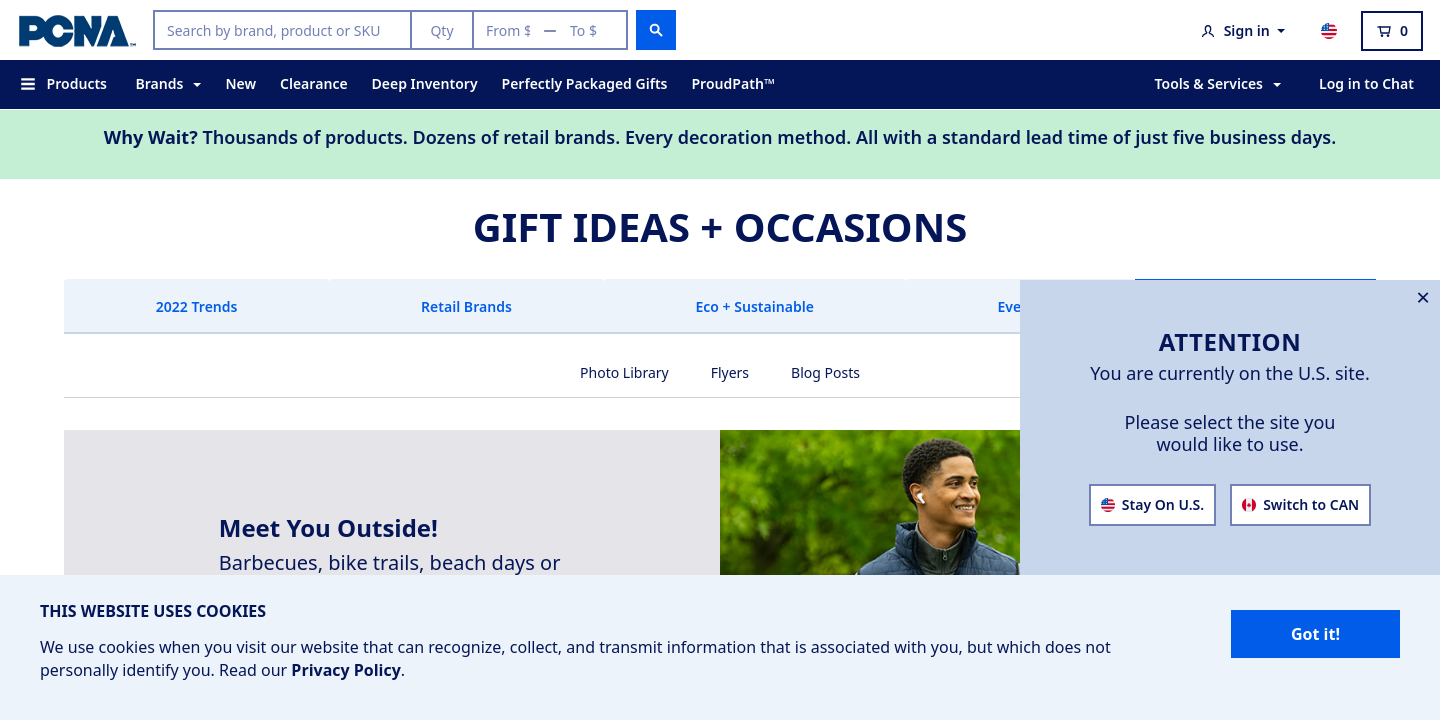 PCNA™
Search by brand, product or SKU
Qty
From $ — To $
Sign in
0
Products
Brands
New
Clearance
Deep Inventory
Perfectly Packaged Gifts
ProudPath™
Tools & Services
Log in to Chat
Why Wait? Thousands of products. Dozens of retail brands. Every decoration method. All with a standard lead time of just five business days.
GIFT IDEAS + OCCASIONS
2022 Trends
Retail Brands
Eco + Sustainable
Eve
Photo Library
Flyers
Blog Posts
ATTENTION
You are currently on the U.S. site.
Please select the site you
would like to use.
Stay On U.S.
Switch to CAN
Meet You Outside!
Barbecues, bike trails, beach days or
THIS WEBSITE USES COOKIES
We use cookies when you visit our website that can recognize, collect, and transmit information that is associated with you, but which does not
personally identify you. Read our Privacy Policy.
Got it!